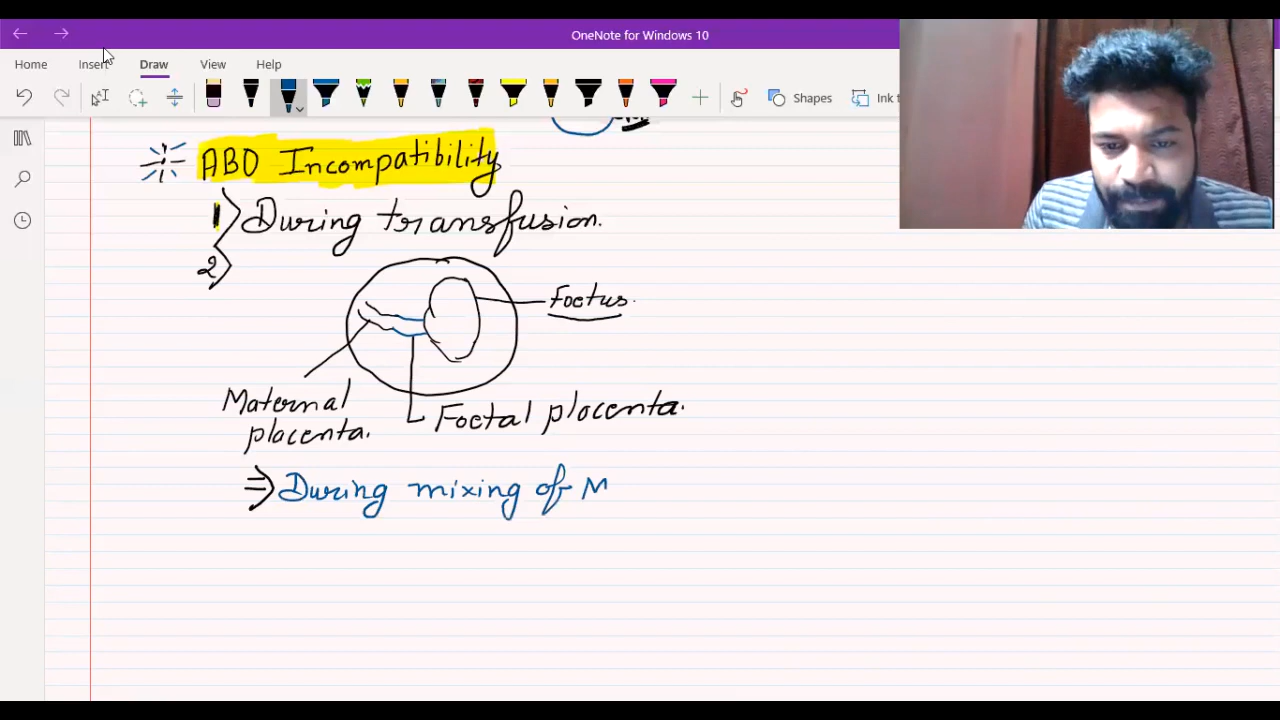 OneNote for Windows 10
Home Insert Draw View Help
Shapes
Ink t
ABO Incompatibility
1 During transfusion.
2
Foetus.
Maternal
placenta.
Foetal placenta.
⇒ During mixing of M